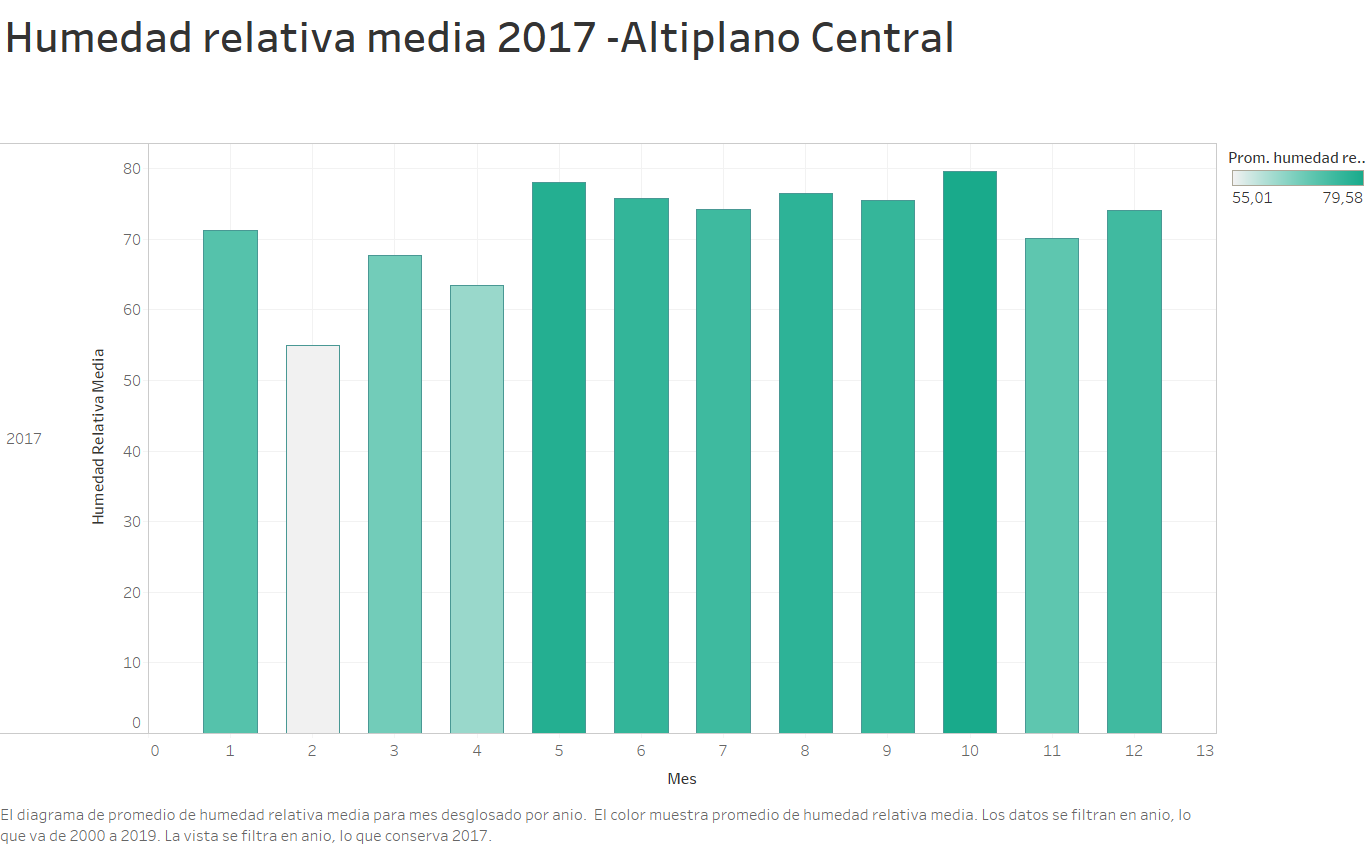 Humedad relativa media 2017 -Altiplano Central
Prom. humedad re..
55,01 79,58
80
70
60
50
40
30
20
10
0
Humedad Relativa Media
2017
0 1 2 3 4 5 6 7 8 9 10 11 12 13
Mes
El diagrama de promedio de humedad relativa media para mes desglosado por anio. El color muestra promedio de humedad relativa media. Los datos se filtran en anio, lo
que va de 2000 a 2019. La vista se filtra en anio, lo que conserva 2017.